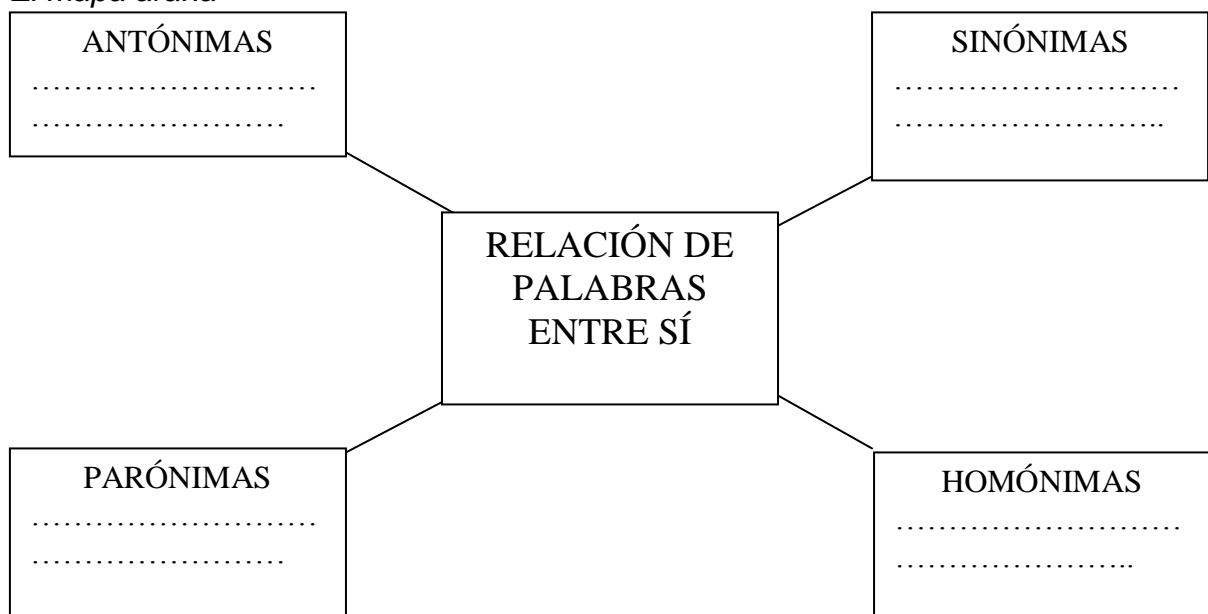 El mapa araña
ANTÓNIMAS
………………………
……………………
SINÓNIMAS
………………………
……………………..
RELACIÓN DE
PALABRAS
ENTRE SÍ
PARÓNIMAS
………………………
……………………
HOMÓNIMAS
………………………
…………………..